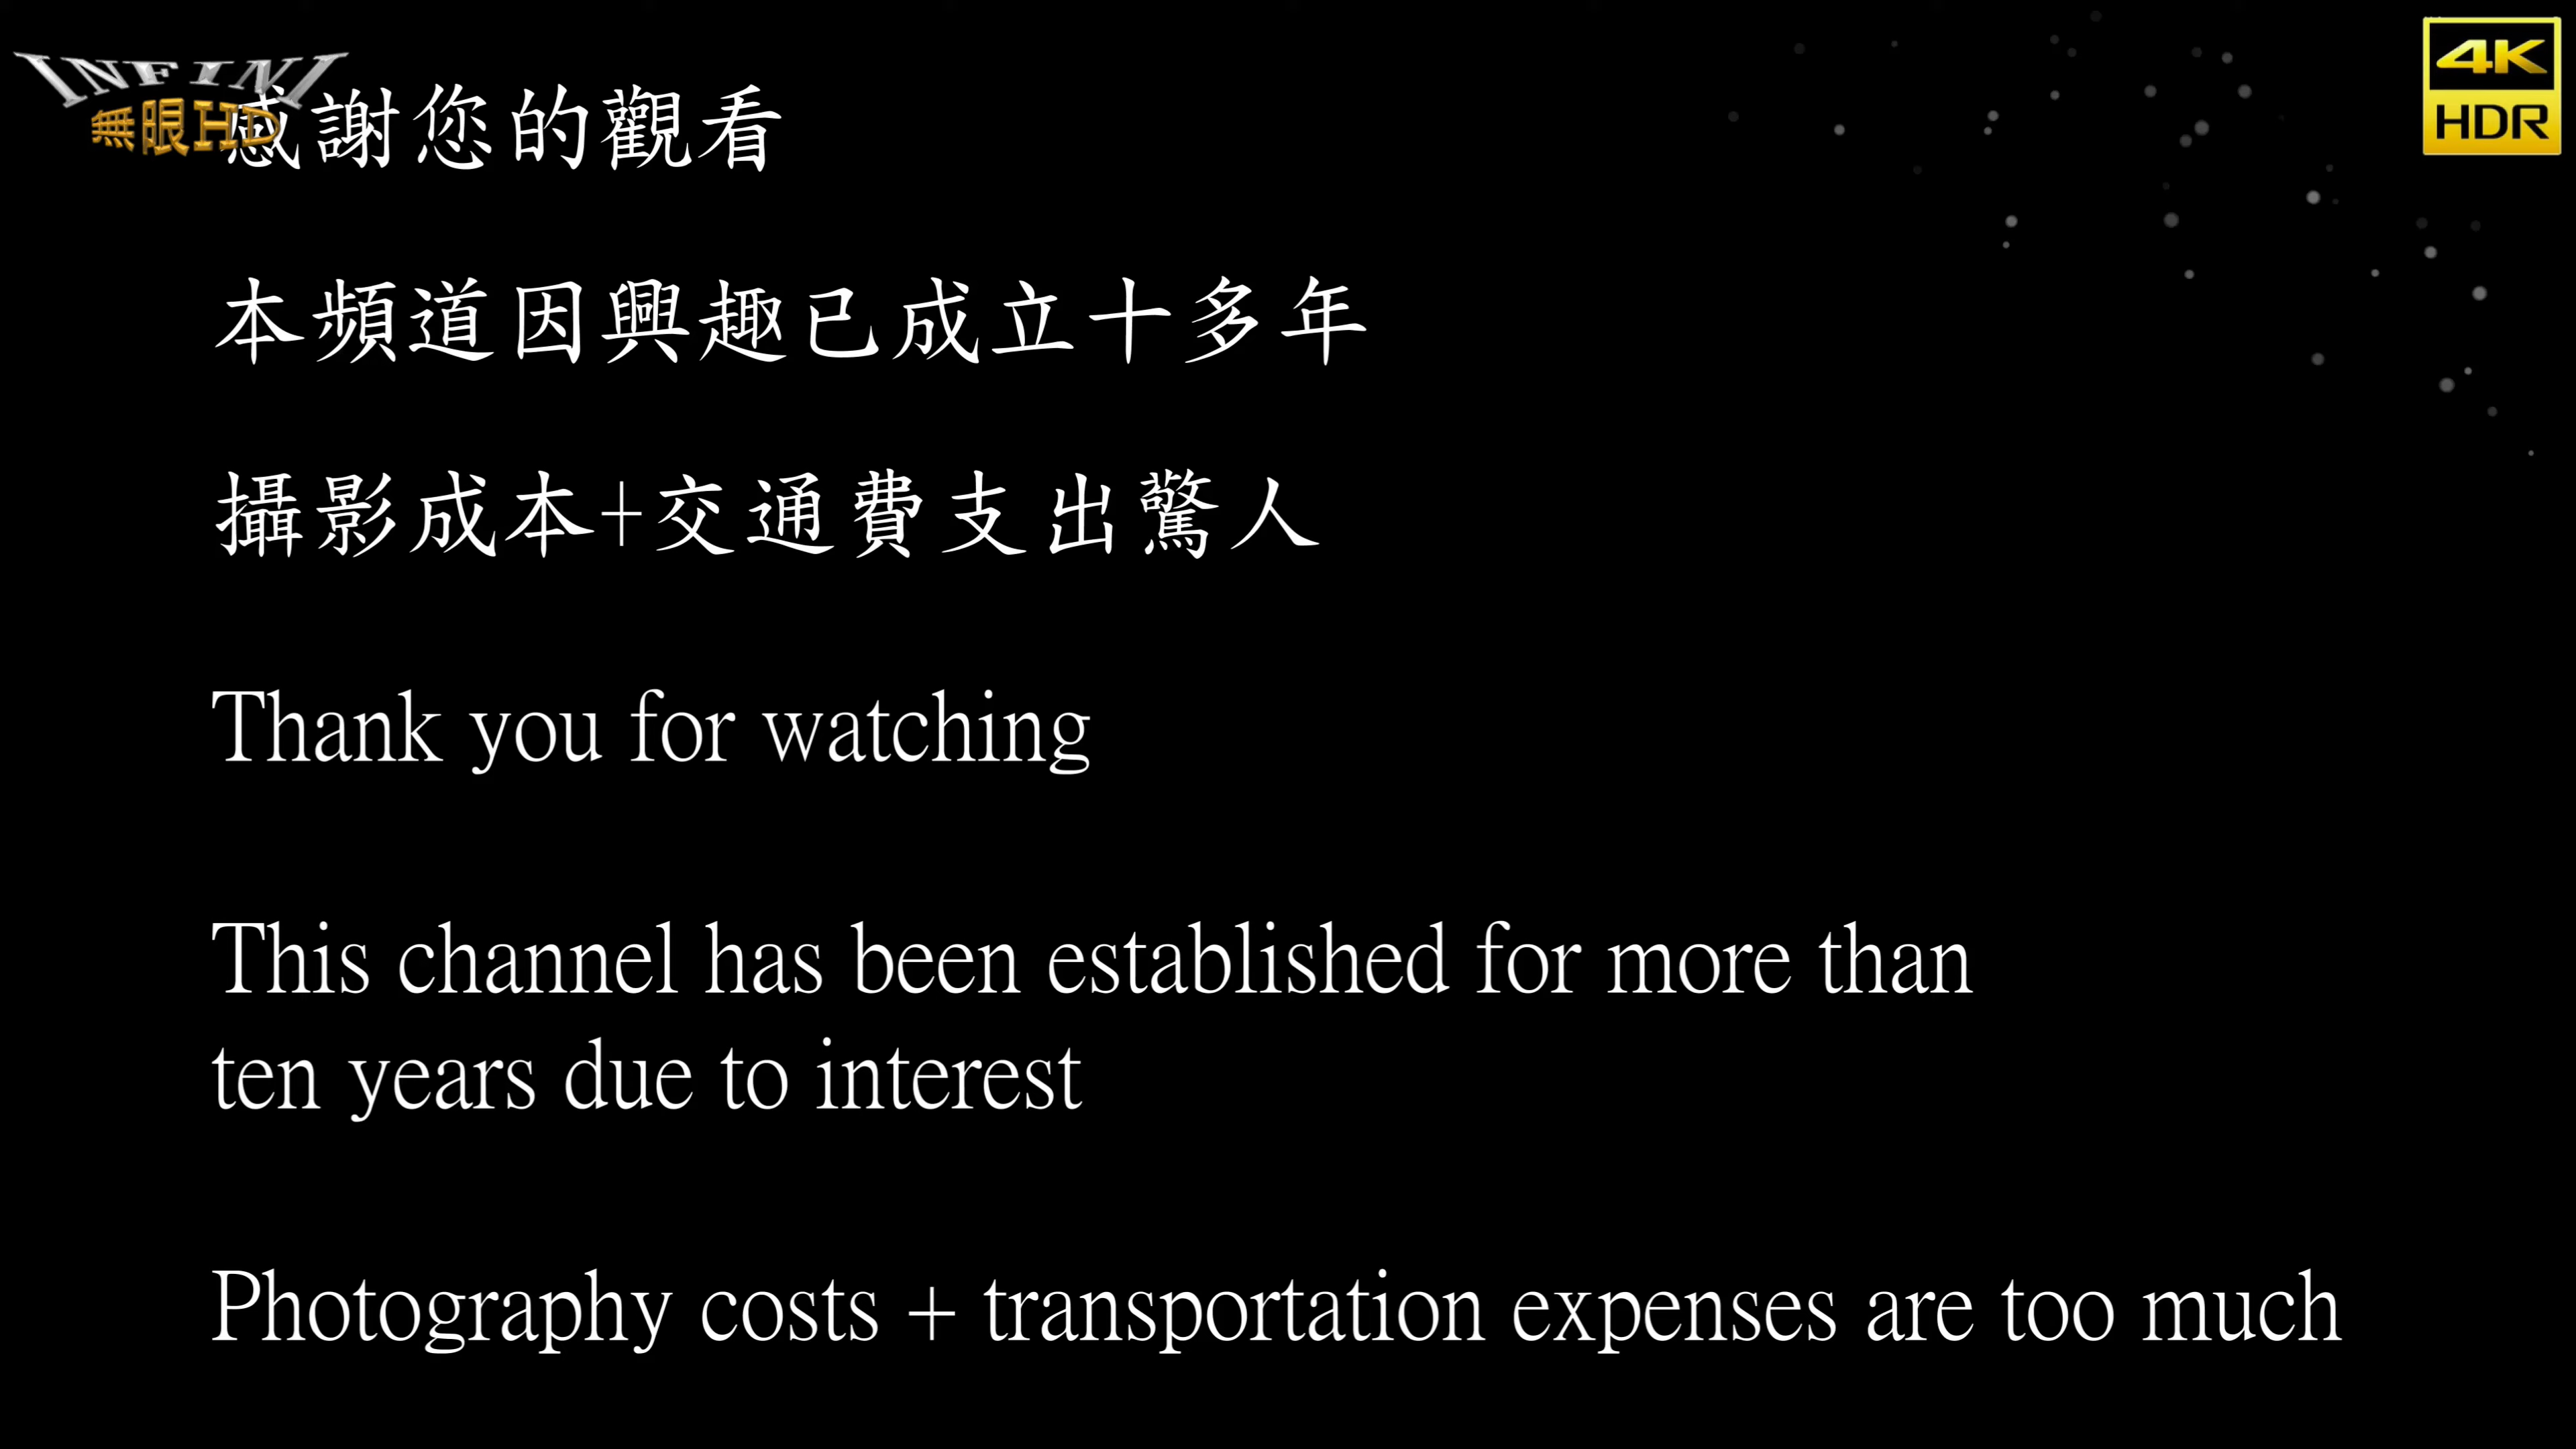 INFINI
無限HD
4K
HDR
感謝您的觀看
本頻道因興趣已成立十多年
攝影成本+交通費支出驚人
Thank you for watching
This channel has been established for more than
ten years due to interest
Photography costs + transportation expenses are too much